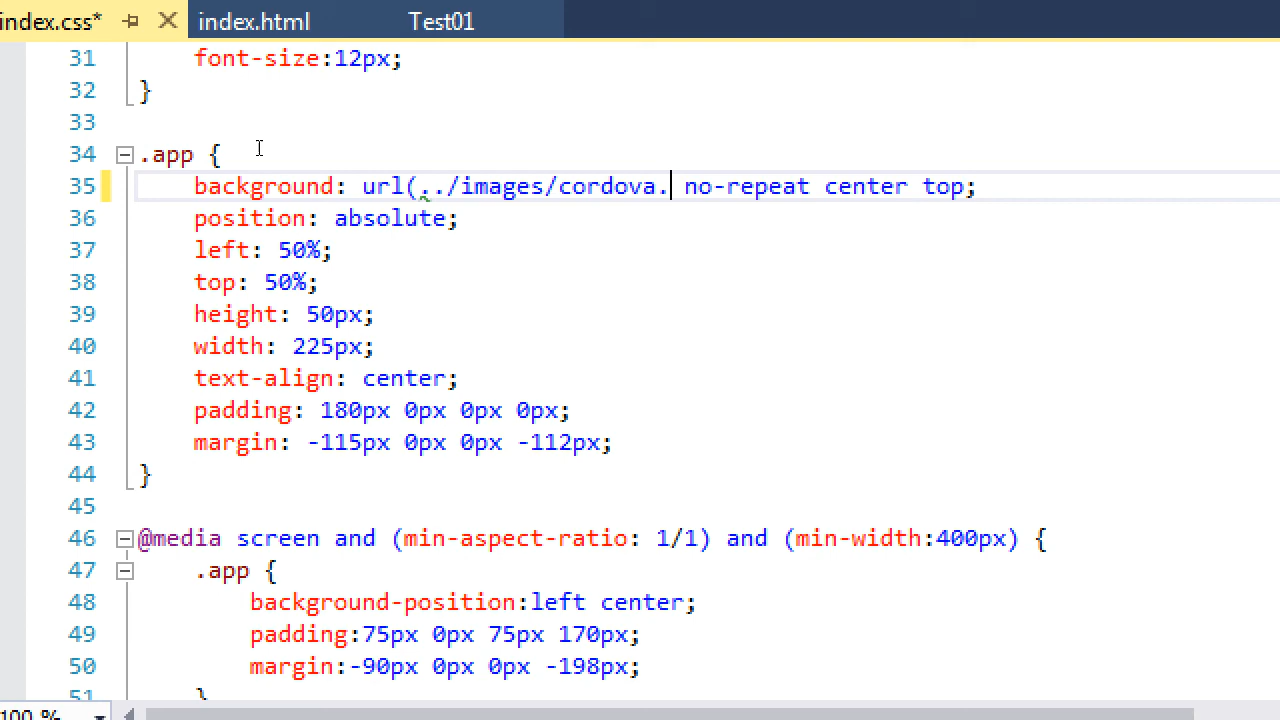 index.css* index.html Test01
31 font-size:12px;
32 }
33
34 .app {
35 background: url(../images/cordova. no-repeat center top;
36 position: absolute;
37 left: 50%;
38 top: 50%;
39 height: 50px;
40 width: 225px;
41 text-align: center;
42 padding: 180px 0px 0px 0px;
43 margin: -115px 0px 0px -112px;
44 }
45
46 @media screen and (min-aspect-ratio: 1/1) and (min-width:400px) {
47 .app {
48 background-position:left center;
49 padding:75px 0px 75px 170px;
50 margin:-90px 0px 0px -198px;
51 }
100 %